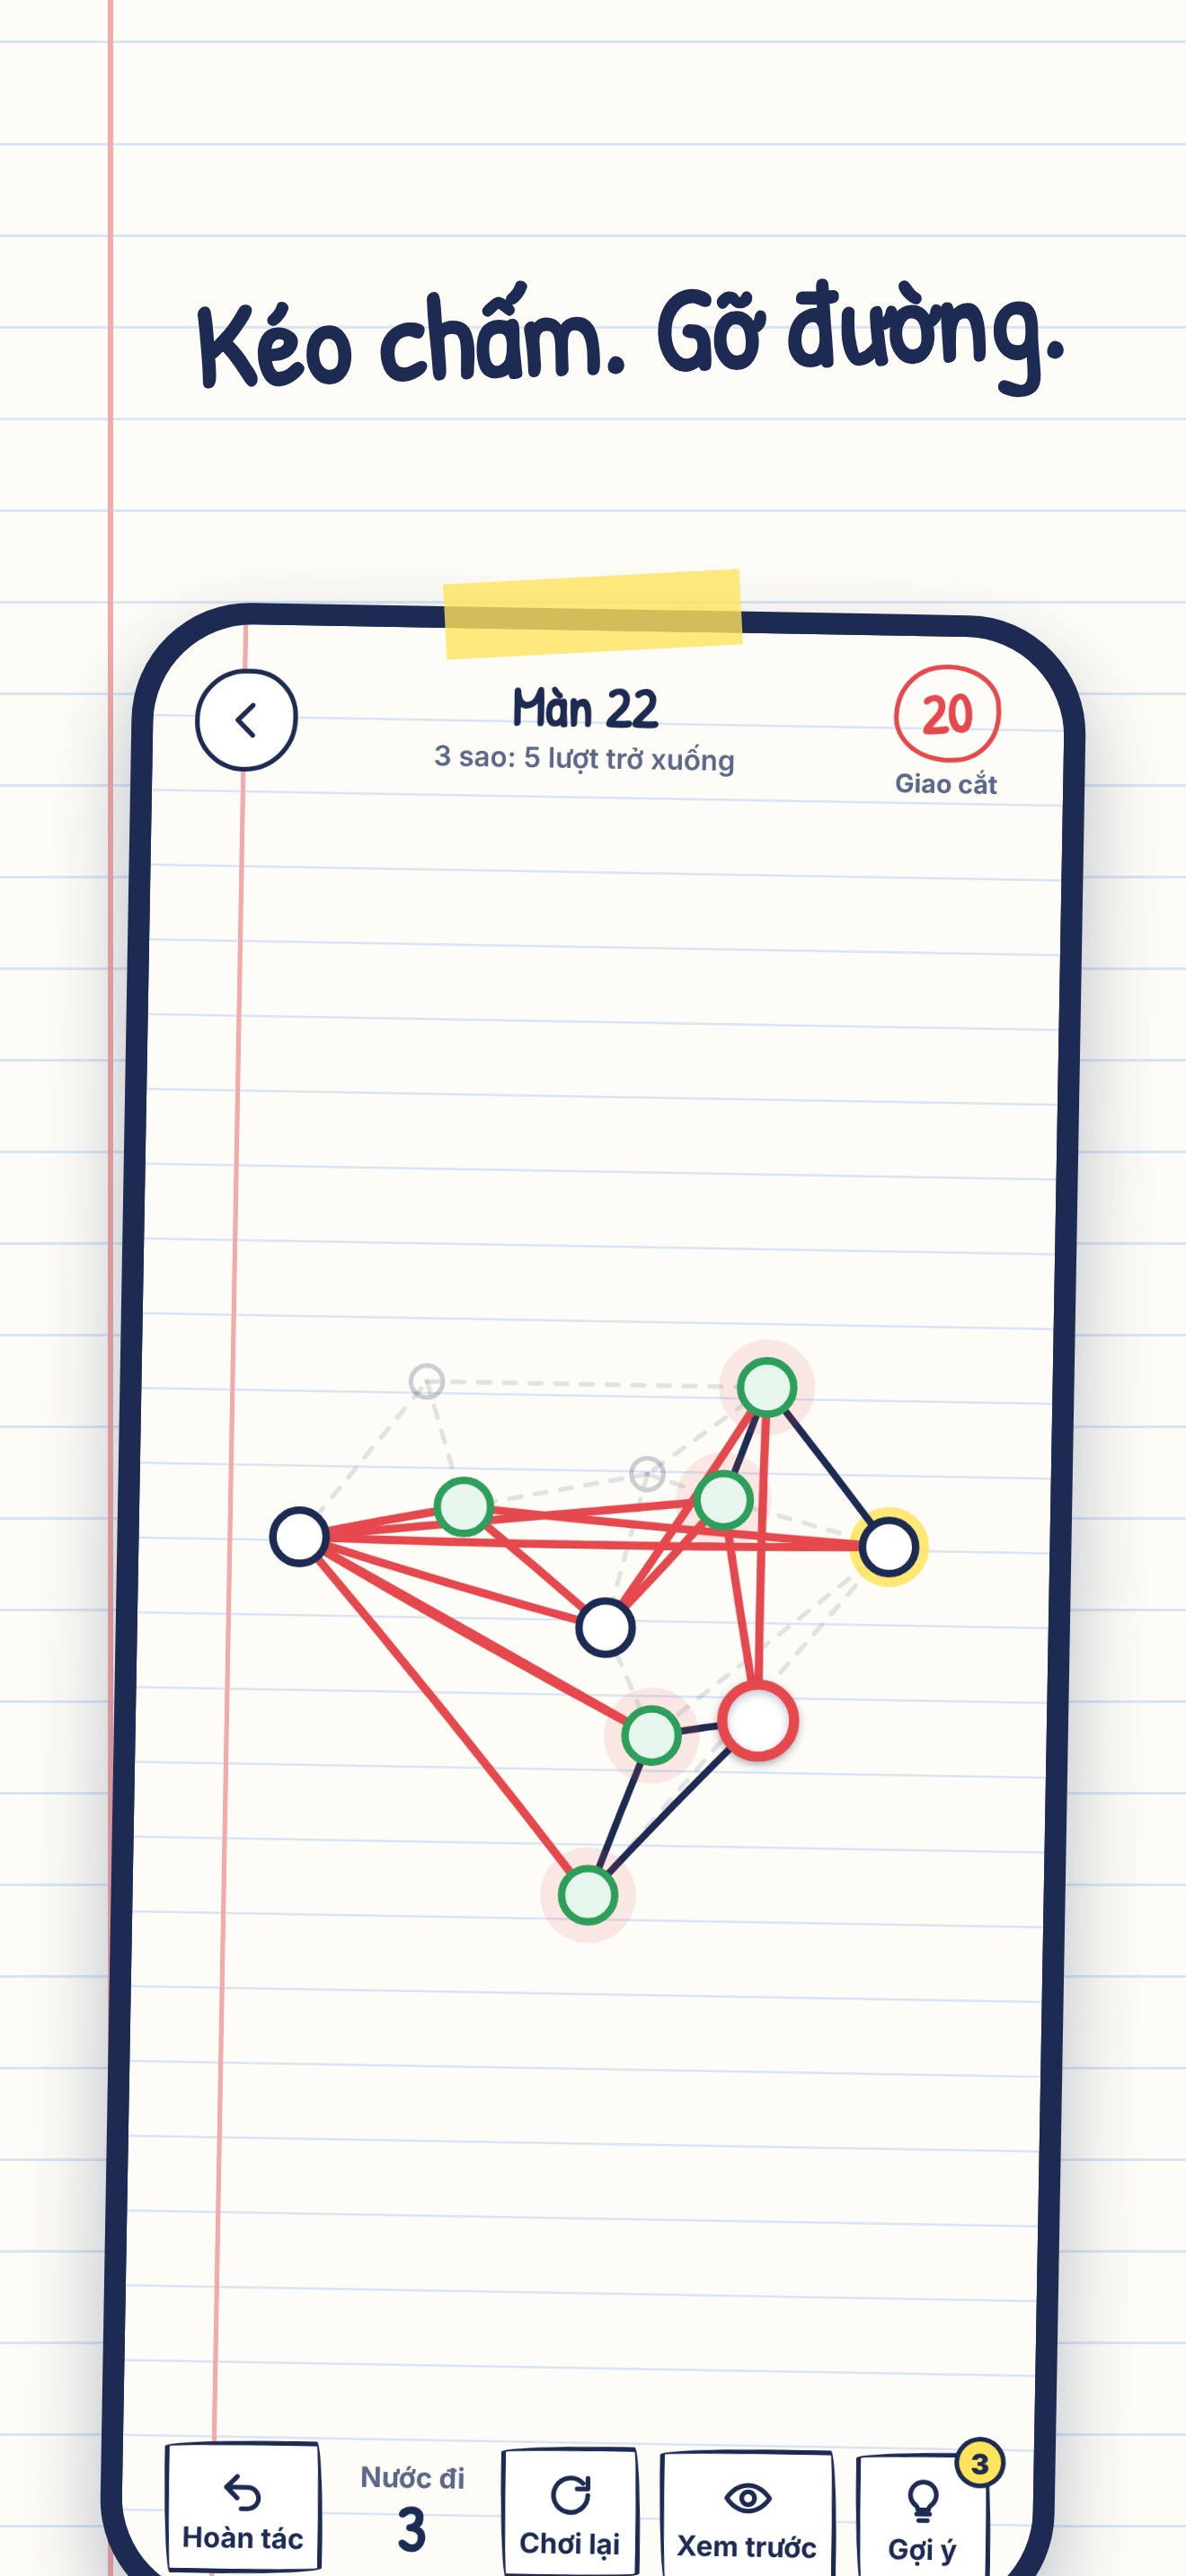 Kéo chấm. Gỡ đường.
Màn 22
3 sao: 5 lượt trở xuống
20
Giao cắt
Hoàn tác
Nước đi
3
Chơi lại
Xem trước
3
Gợi ý